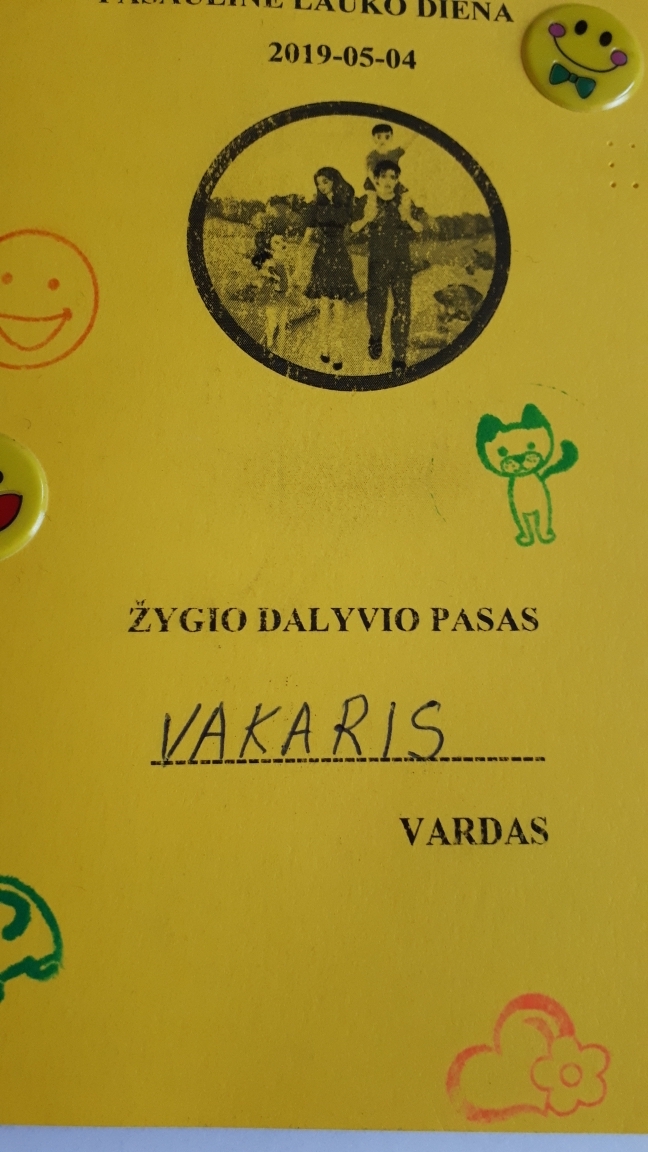 PASAULINĖ LAUKO DIENA
2019-05-04
ŽYGIO DALYVIO PASAS
VAKARIS
VARDAS